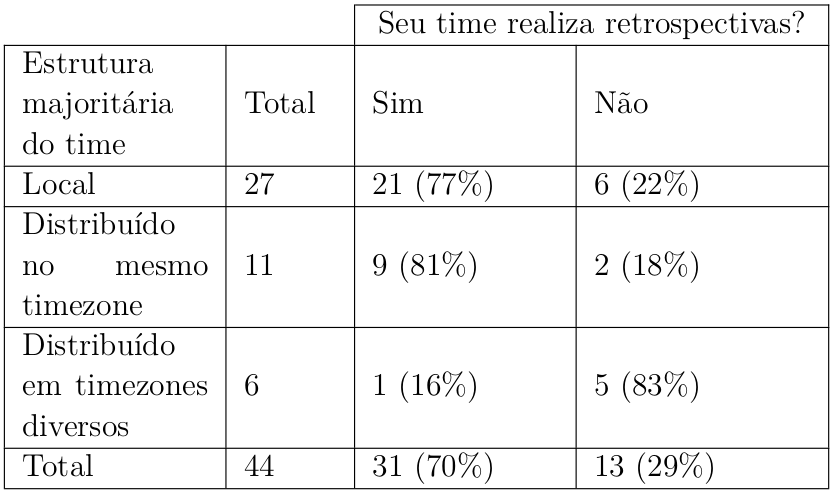 Seu time realiza retrospectivas?
Estrutura
majoritária
do time
Total
Sim
Não
Local
27
21 (77%)
6 (22%)
Distribuído
no mesmo
timezone
11
9 (81%)
2 (18%)
Distribuído
em timezones
diversos
6
1 (16%)
5 (83%)
Total
44
31 (70%)
13 (29%)